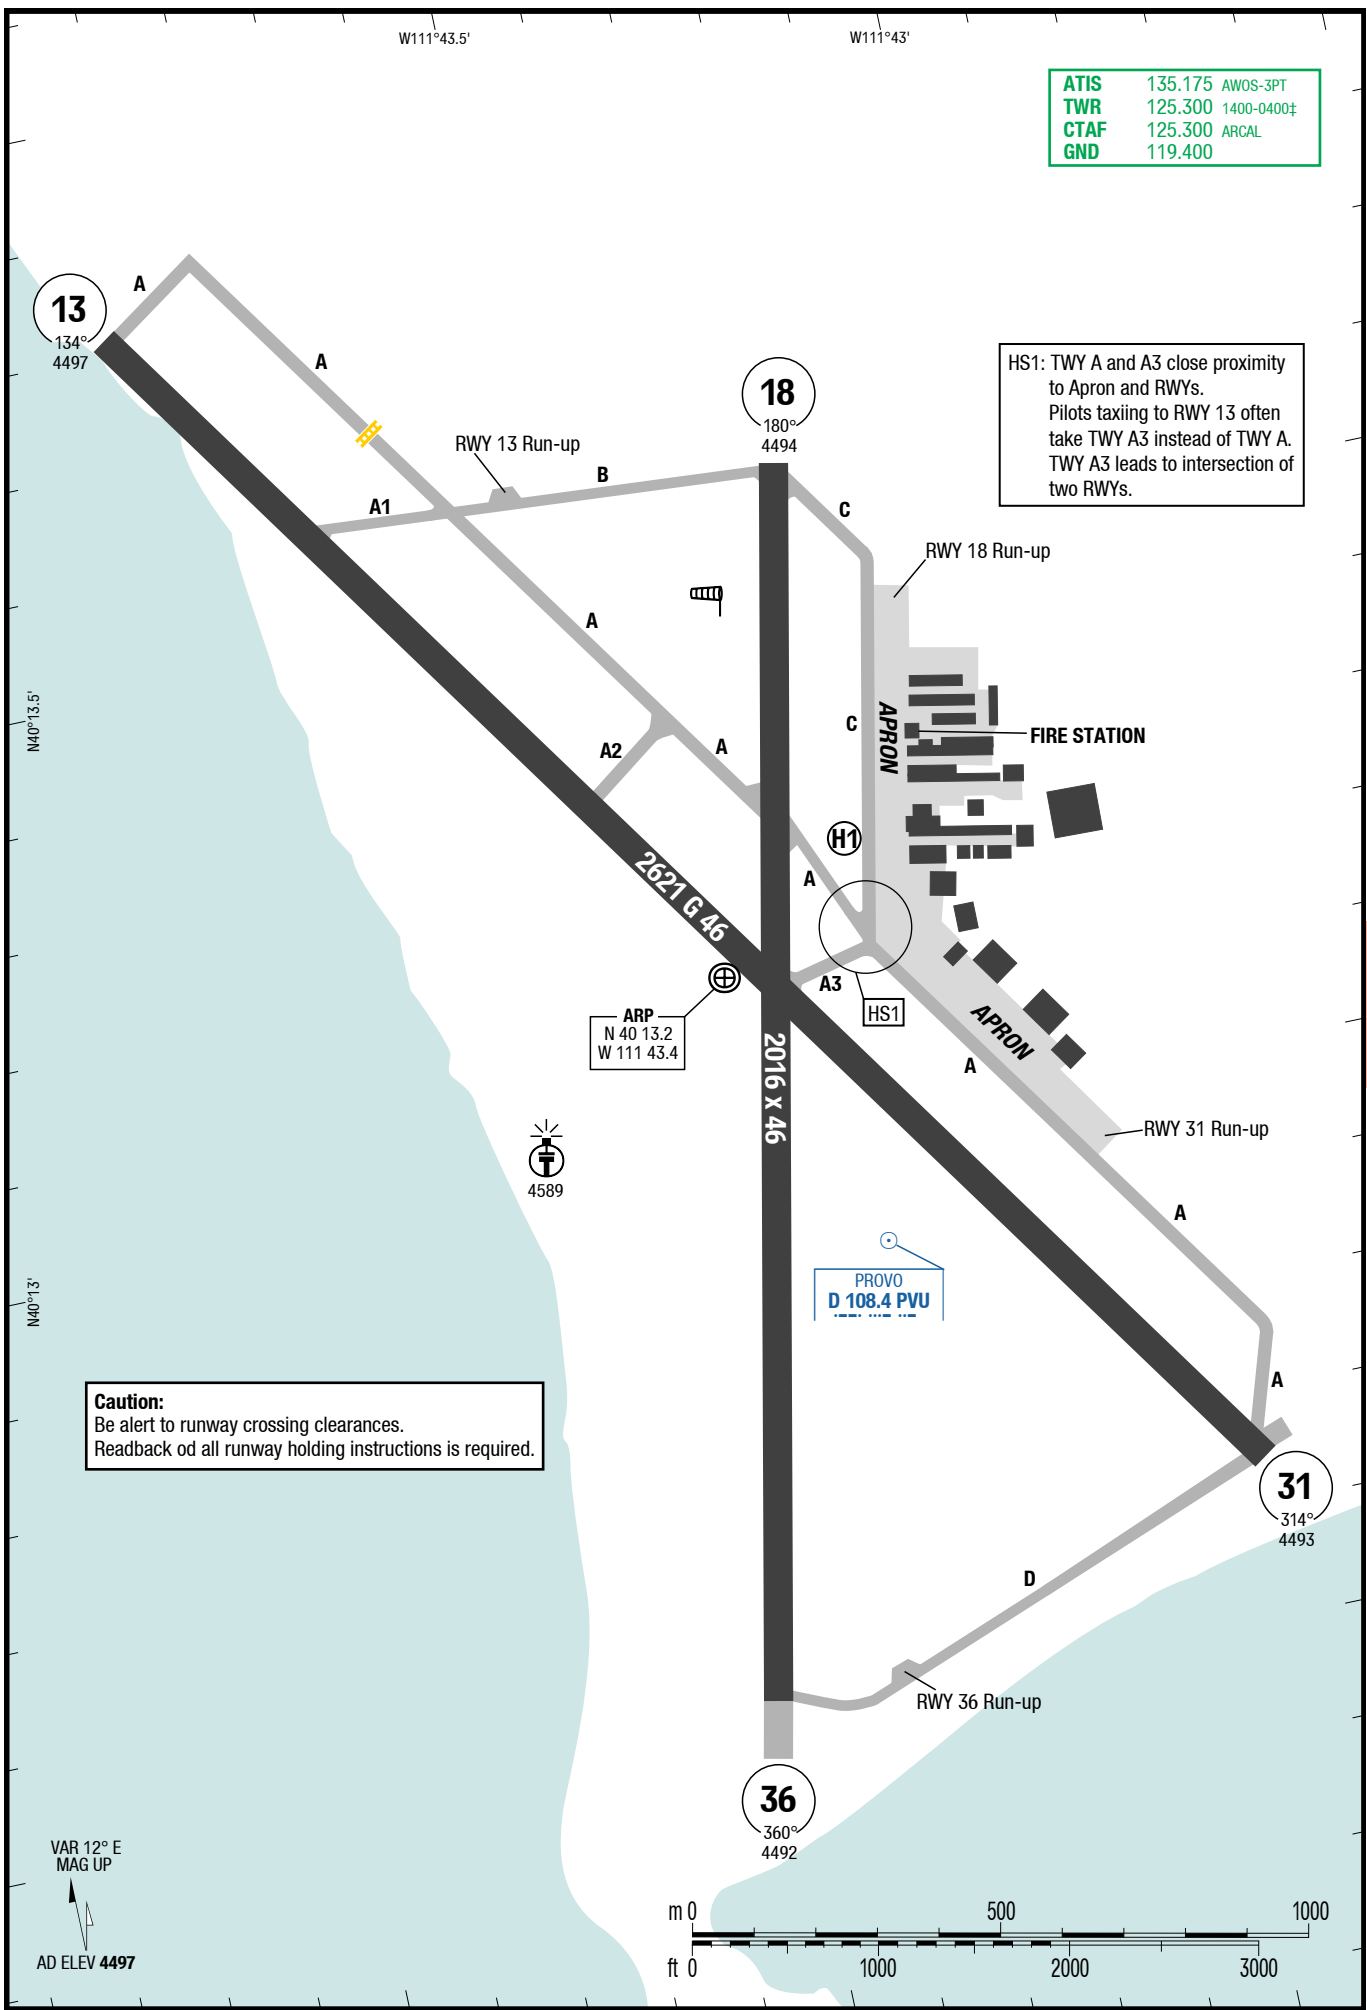 W111°43.5'
W111°43'
ATIS 135.175 AWOS-3PT
TWR 125.300 1400-0400‡
CTAF 125.300 ARCAL
GND 119.400
A
13
134°
4497
A
HS1: TWY A and A3 close proximity
to Apron and RWYs.
Pilots taxiing to RWY 13 often
take TWY A3 instead of TWY A.
TWY A3 leads to intersection of
two RWYs.
18
180°
4494
RWY 13 Run-up
B
A1
C
RWY 18 Run-up
A
N40°13.5'
C
APRON
FIRE STATION
A2
A
H1
2621 G 46
A
A3
HS1
ARP
N 40 13.2
W 111 43.4
APRON
2016 x 46
A
RWY 31 Run-up
4589
A
PROVO
D 108.4 PVU
N40°13'
A
Caution:
Be alert to runway crossing clearances.
Readback od all runway holding instructions is required.
31
314°
4493
D
RWY 36 Run-up
36
360°
4492
VAR 12° E
MAG UP
AD ELEV 4497
m 0 500 1000
ft 0 1000 2000 3000